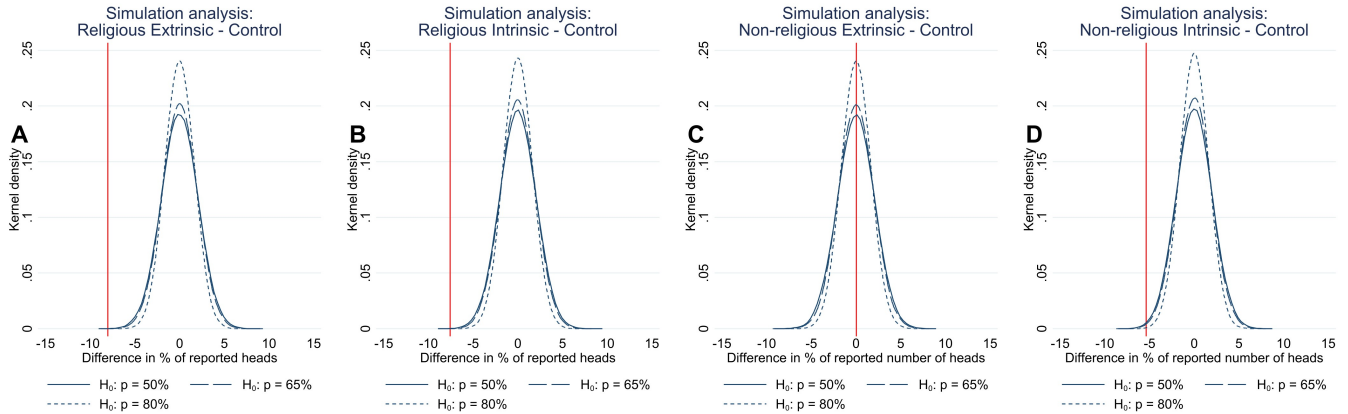 Simulation analysis:
Religious Extrinsic - Control
A
Kernel density
.25
.2
.15
.1
.05
0
-15 -10 -5 0 5 10 15
Difference in % of reported heads
H₀: p = 50% H₀: p = 65%
H₀: p = 80%
Simulation analysis:
Religious Intrinsic - Control
B
Kernel density
.25
.2
.15
.1
.05
0
-15 -10 -5 0 5 10 15
Difference in % of reported heads
H₀: p = 50% H₀: p = 65%
H₀: p = 80%
Simulation analysis:
Non-religious Extrinsic - Control
C
Kernel density
.25
.2
.15
.1
.05
0
-15 -10 -5 0 5 10 15
Difference in % of reported number of heads
H₀: p = 50% H₀: p = 65%
H₀: p = 80%
Simulation analysis:
Non-religious Intrinsic - Control
D
Kernel density
.25
.2
.15
.1
.05
0
-15 -10 -5 0 5 10 15
Difference in % of reported number of heads
H₀: p = 50% H₀: p = 65%
H₀: p = 80%